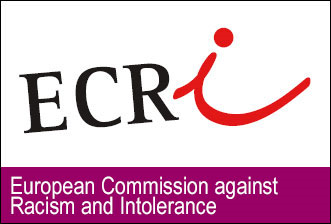 ECRi
European Commission against
Racism and Intolerance